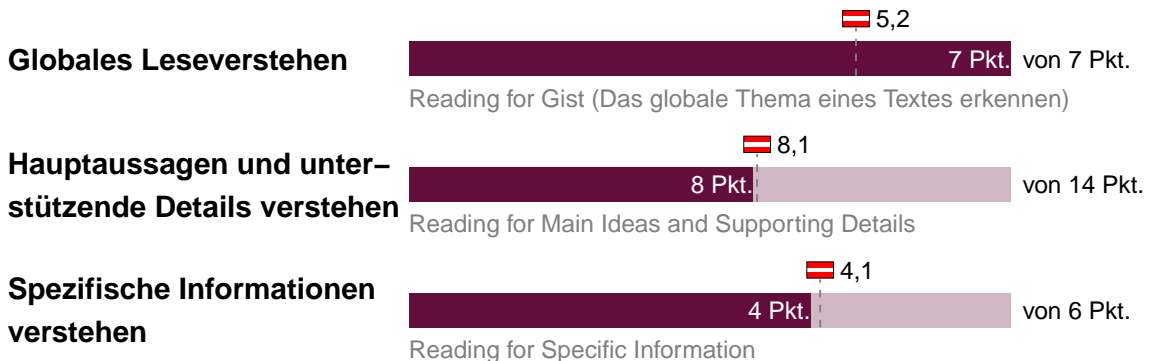 5,2
Globales Leseverstehen
7 Pkt. von 7 Pkt.
Reading for Gist (Das globale Thema eines Textes erkennen)
8,1
Hauptaussagen und unter–
stützende Details verstehen
8 Pkt. von 14 Pkt.
Reading for Main Ideas and Supporting Details
4,1
Spezifische Informationen
verstehen
4 Pkt. von 6 Pkt.
Reading for Specific Information